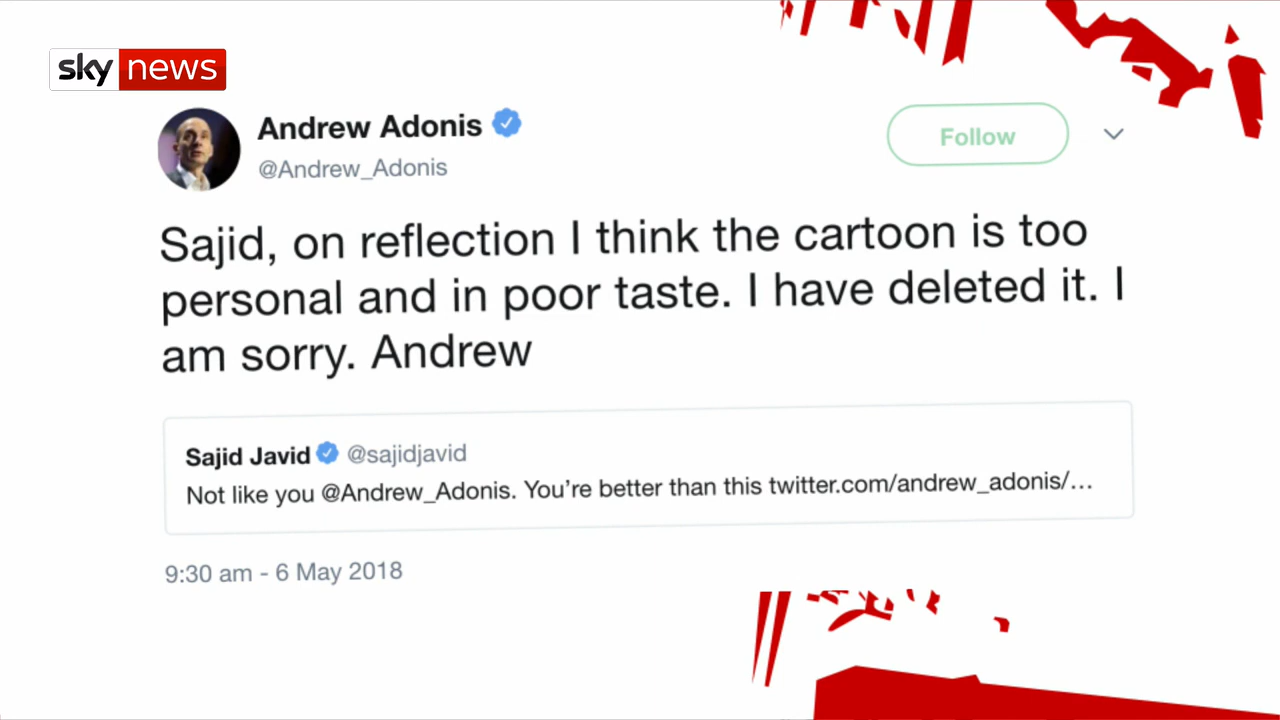 sky news
Andrew Adonis
@Andrew_Adonis
Follow
Sajid, on reflection I think the cartoon is too
personal and in poor taste. I have deleted it. I
am sorry. Andrew
Sajid Javid @sajidjavid
Not like you @Andrew_Adonis. You’re better than this twitter.com/andrew_adonis/…
9:30 am - 6 May 2018